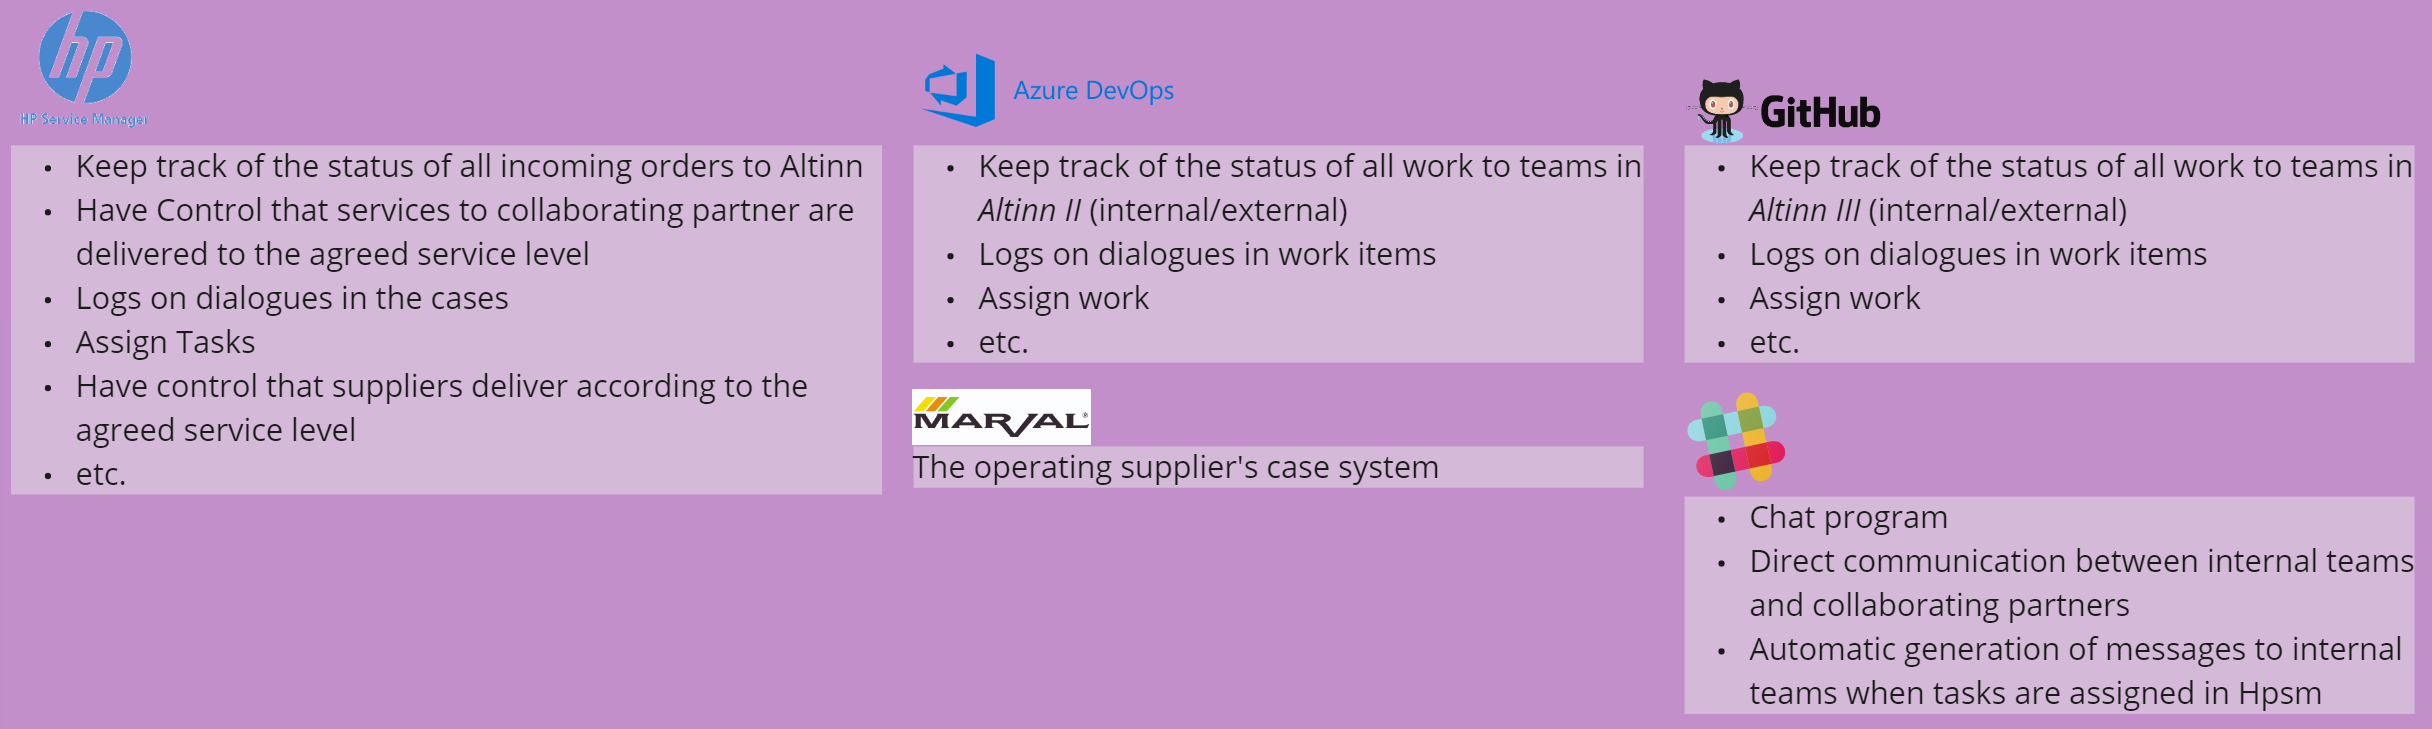 hp
HP Service Manager
• Keep track of the status of all incoming orders to Altinn
• Have Control that services to collaborating partner are
delivered to the agreed service level
• Logs on dialogues in the cases
• Assign Tasks
• Have control that suppliers deliver according to the
agreed service level
• etc.
Azure DevOps
• Keep track of the status of all work to teams in
Altinn II (internal/external)
• Logs on dialogues in work items
• Assign work
• etc.
MARVAL®
The operating supplier's case system
GitHub
• Keep track of the status of all work to teams in
Altinn III (internal/external)
• Logs on dialogues in work items
• Assign work
• etc.
• Chat program
• Direct communication between internal teams
and collaborating partners
• Automatic generation of messages to internal
teams when tasks are assigned in Hpsm